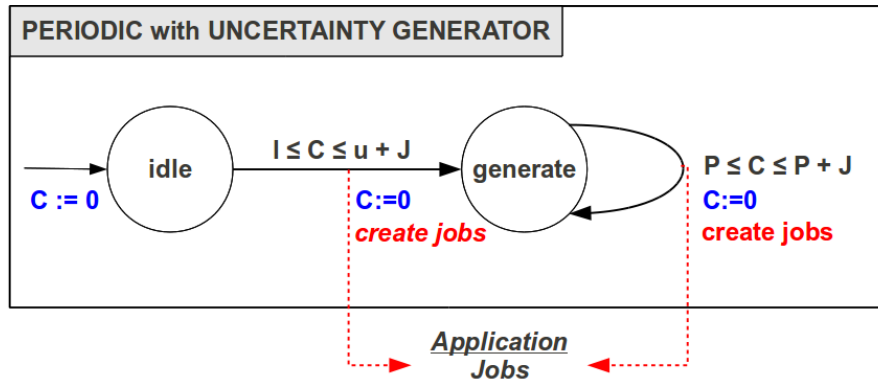 PERIODIC with UNCERTAINTY GENERATOR
idle
l ≤ C ≤ u + J
generate
P ≤ C ≤ P + J
C := 0
C:=0
C:=0
create jobs
create jobs
Application
Jobs